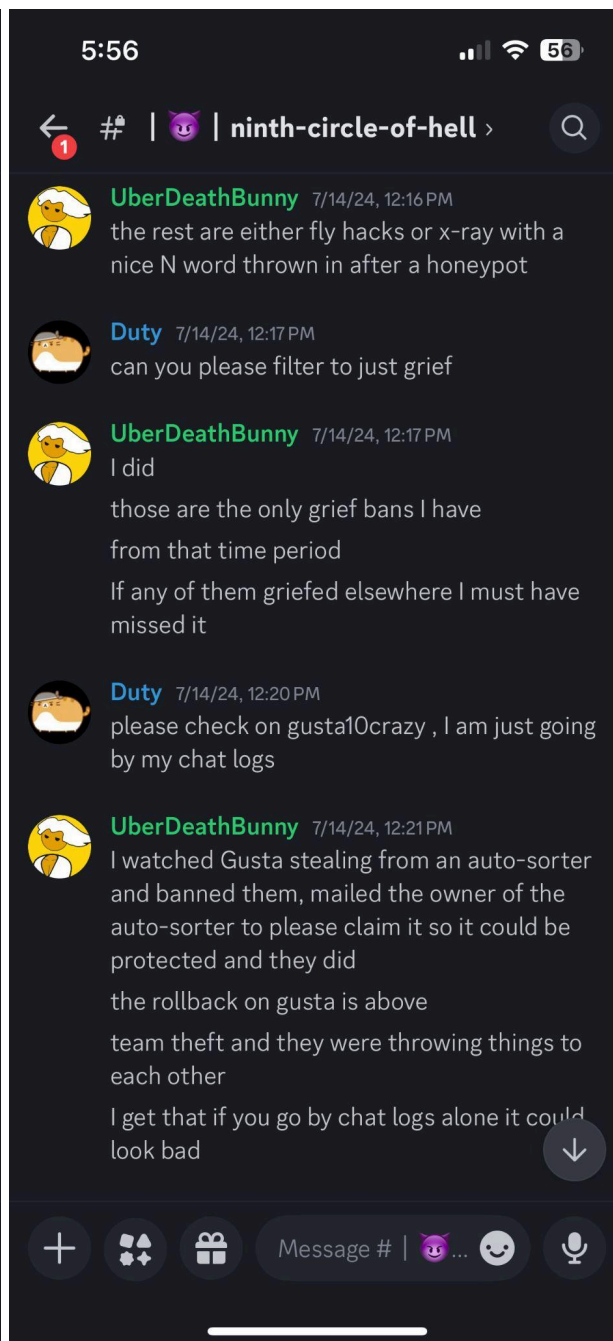 5:56
56
1
# | 😈 | ninth-circle-of-hell ›
UberDeathBunny 7/14/24, 12:16 PM
the rest are either fly hacks or x-ray with a
nice N word thrown in after a honeypot
Duty 7/14/24, 12:17 PM
can you please filter to just grief
UberDeathBunny 7/14/24, 12:17 PM
I did
those are the only grief bans I have
from that time period
If any of them griefed elsewhere I must have
missed it
Duty 7/14/24, 12:20 PM
please check on gusta10crazy , I am just going
by my chat logs
UberDeathBunny 7/14/24, 12:21 PM
I watched Gusta stealing from an auto-sorter
and banned them, mailed the owner of the
auto-sorter to please claim it so it could be
protected and they did
the rollback on gusta is above
team theft and they were throwing things to
each other
I get that if you go by chat logs alone it could
look bad
Message # | 😈...